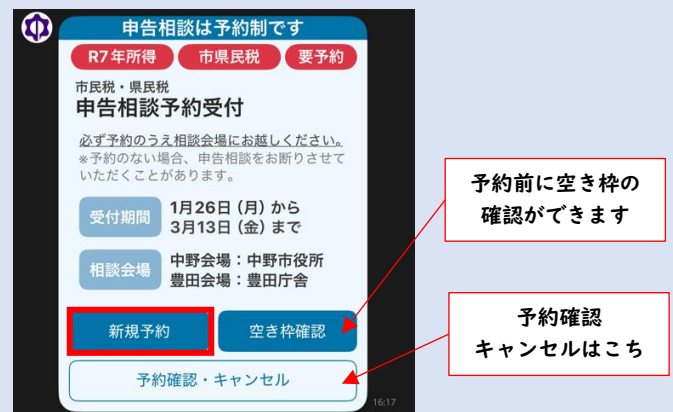 申告相談は予約制です
R7年所得 市県民税 要予約
市民税・県民税
申告相談予約受付
必ず予約のうえ相談会場にお越しください。
※予約のない場合、申告相談をお断りさせて
いただくことがあります。
受付期間 1月26日(月)から
3月13日(金)まで
相談会場 中野会場：中野市役所
豊田会場：豊田庁舎
新規予約 空き枠確認
予約確認・キャンセル
16:17
予約前に空き枠の
確認ができます
予約確認
キャンセルはこち